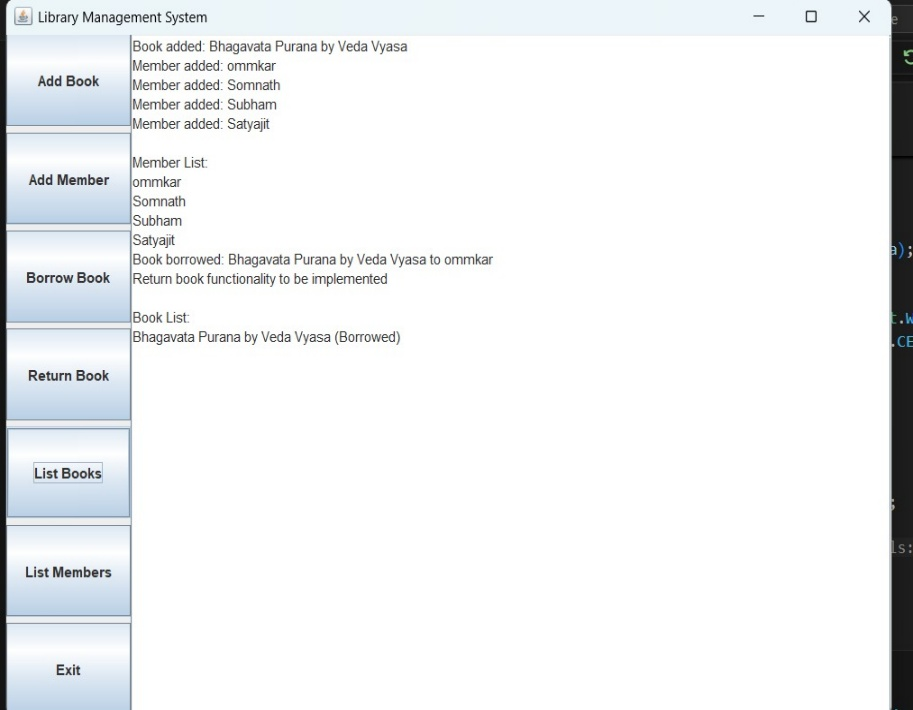 Library Management System
Add Book
Add Member
Borrow Book
Return Book
List Books
List Members
Exit
Book added: Bhagavata Purana by Veda Vyasa
Member added: ommkar
Member added: Somnath
Member added: Subham
Member added: Satyajit
Member List:
ommkar
Somnath
Subham
Satyajit
Book borrowed: Bhagavata Purana by Veda Vyasa to ommkar
Return book functionality to be implemented
Book List:
Bhagavata Purana by Veda Vyasa (Borrowed)